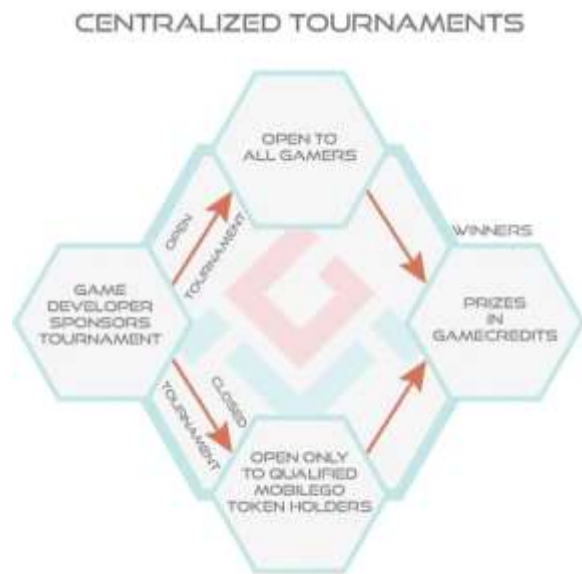 CENTRALIZED TOURNAMENTS
OPEN TO
ALL GAMERS
OPEN
TOURNAMENT
WINNERS
GAME
DEVELOPER
SPONSORS
TOURNAMENT
PRIZES
IN
GAMECREDITS
CLOSED
TOURNAMENT
OPEN ONLY
TO QUALIFIED
MOBILEGO
TOKEN HOLDERS